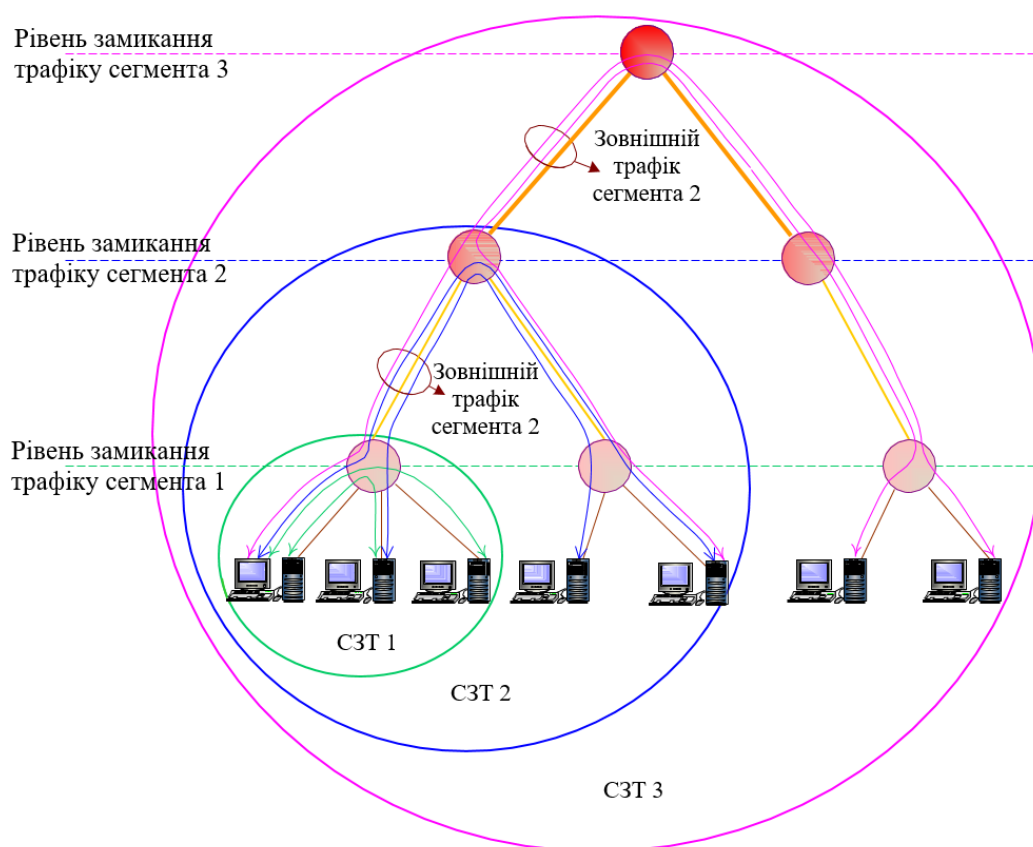 Рівень замикання
трафіку сегмента 3
Зовнішній
трафік
сегмента 2
Рівень замикання
трафіку сегмента 2
Зовнішній
трафік
сегмента 2
Рівень замикання
трафіку сегмента 1
СЗТ 1
СЗТ 2
СЗТ 3